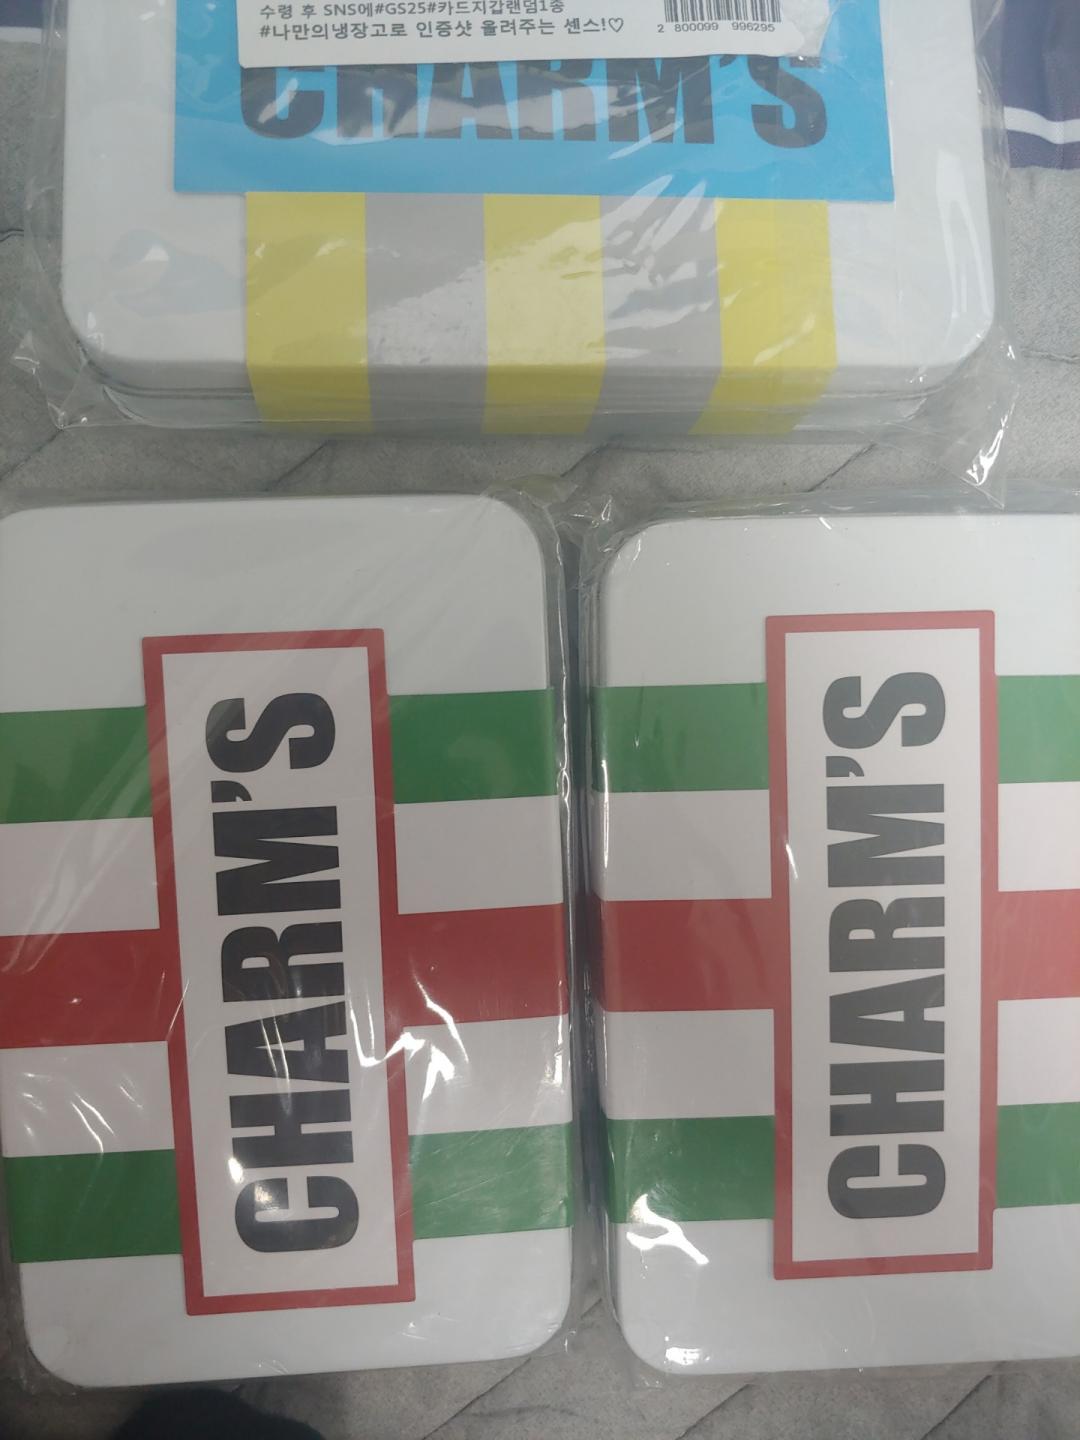 수령 후 SNS에#GS25#카드지갑랜덤1종
#나만의냉장고로 인증샷 올려주는 센스!♡
2 800099 996295
CHARM'S
CHARM'S
CHARM'S